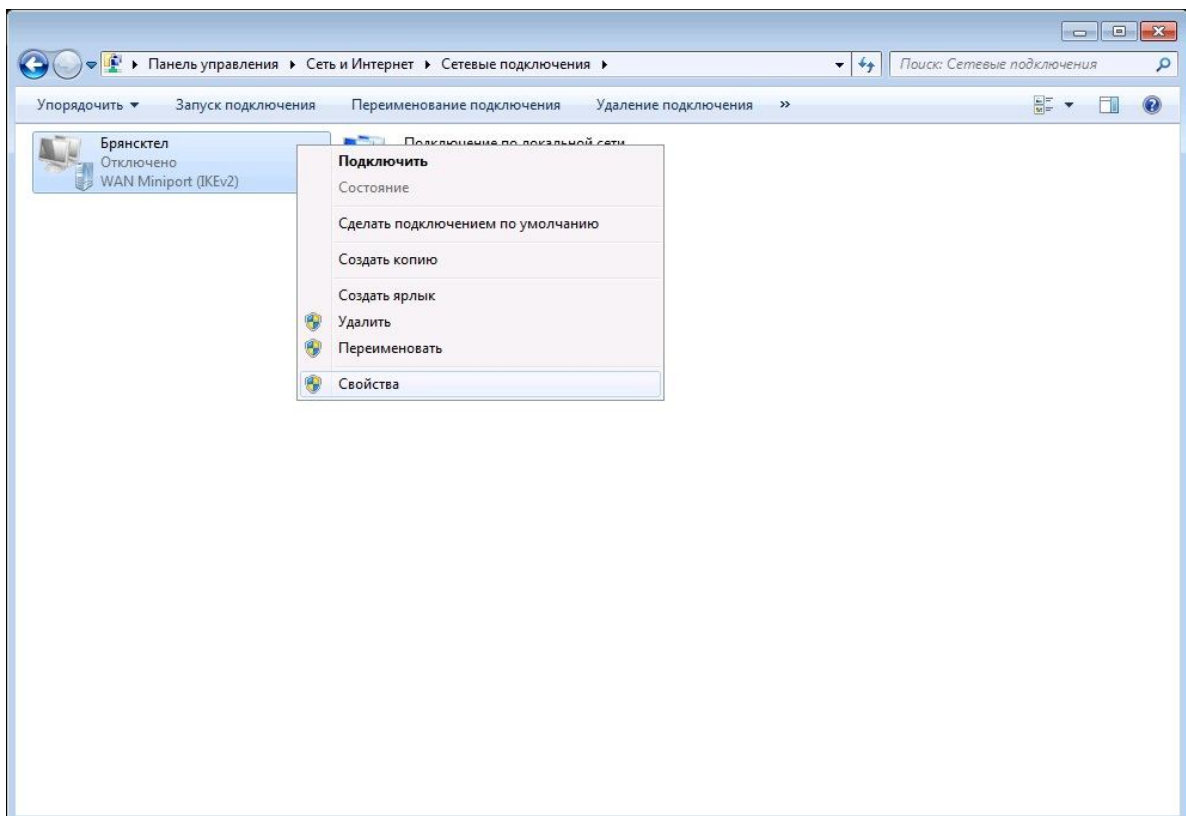 Панель управления Сеть и Интернет Сетевые подключения Поиск: Сетевые подключения
Упорядочить Запуск подключения Переименование подключения Удаление подключения »
Брянсктел
Отключено
WAN Miniport (IKEv2)
Подключение по локальной сети
Подключить
Состояние
Сделать подключением по умолчанию
Создать копию
Создать ярлык
Удалить
Переименовать
Свойства